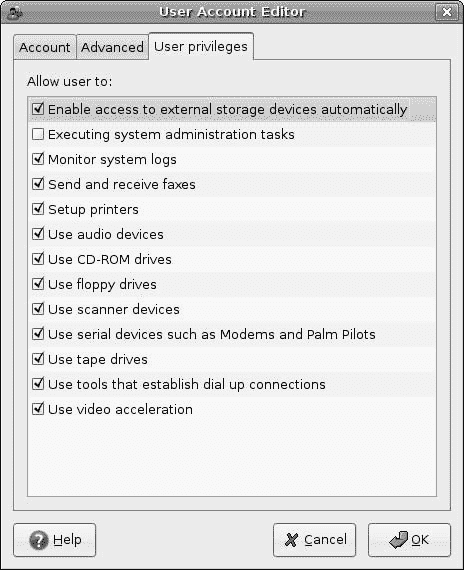 User Account Editor
Account Advanced User privileges
Allow user to:
Enable access to external storage devices automatically
Executing system administration tasks
Monitor system logs
Send and receive faxes
Setup printers
Use audio devices
Use CD-ROM drives
Use floppy drives
Use scanner devices
Use serial devices such as Modems and Palm Pilots
Use tape drives
Use tools that establish dial up connections
Use video acceleration
Help Cancel OK